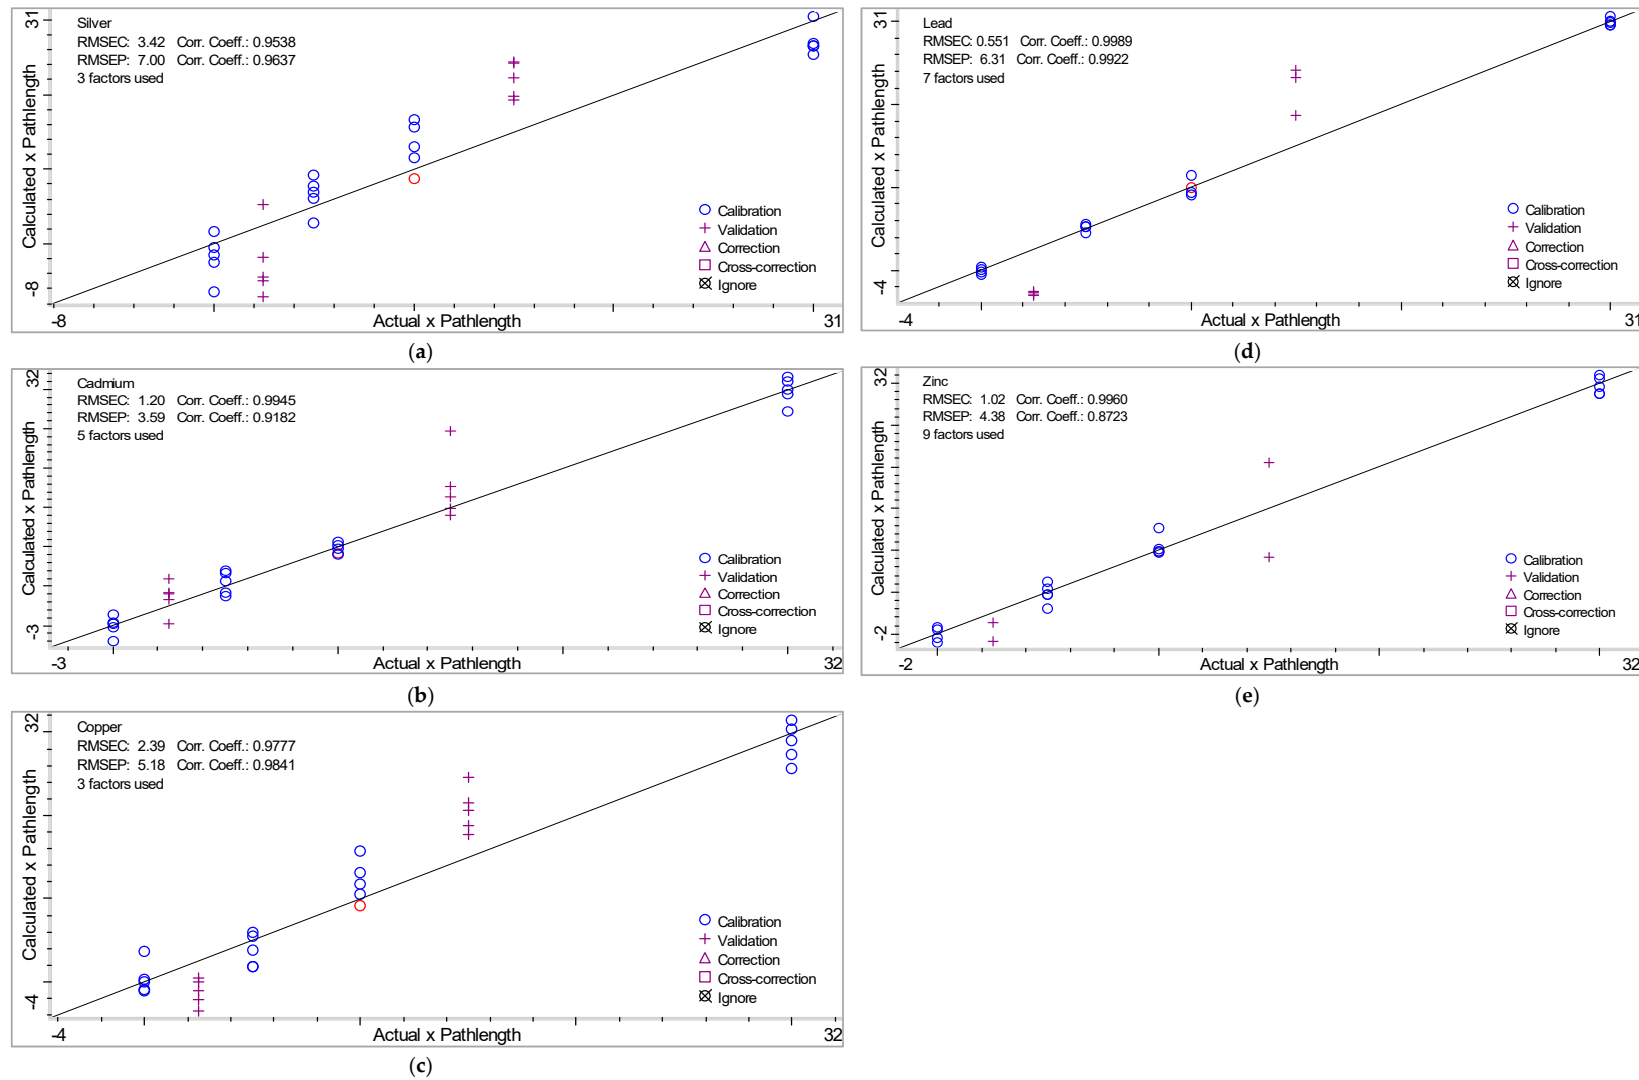 Silver
RMSEC: 3.42 Corr. Coeff.: 0.9538
RMSEP: 7.00 Corr. Coeff.: 0.9637
3 factors used
31
Calculated x Pathlength
-8
Calibration
Validation
Correction
Cross-correction
Ignore
-8
Actual x Pathlength
31
(a)
Lead
RMSEC: 0.551 Corr. Coeff.: 0.9989
RMSEP: 6.31 Corr. Coeff.: 0.9922
7 factors used
31
Calculated x Pathlength
-4
Calibration
Validation
Correction
Cross-correction
Ignore
-4
Actual x Pathlength
31
(d)
Cadmium
RMSEC: 1.20 Corr. Coeff.: 0.9945
RMSEP: 3.59 Corr. Coeff.: 0.9182
5 factors used
32
Calculated x Pathlength
-3
Calibration
Validation
Correction
Cross-correction
Ignore
-3
Actual x Pathlength
32
(b)
Zinc
RMSEC: 1.02 Corr. Coeff.: 0.9960
RMSEP: 4.38 Corr. Coeff.: 0.8723
9 factors used
32
Calculated x Pathlength
-2
Calibration
Validation
Correction
Cross-correction
Ignore
-2
Actual x Pathlength
32
(e)
Copper
RMSEC: 2.39 Corr. Coeff.: 0.9777
RMSEP: 5.18 Corr. Coeff.: 0.9841
3 factors used
32
Calculated x Pathlength
-4
Calibration
Validation
Correction
Cross-correction
Ignore
-4
Actual x Pathlength
32
(c)